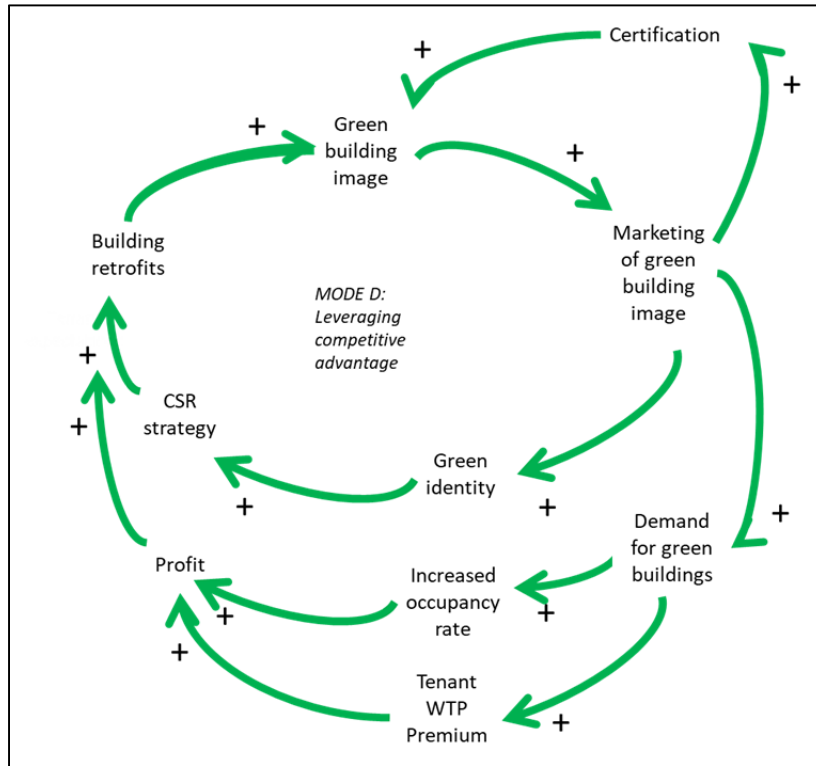 Certification
+
+
+
Green
building
image
+
Marketing
of green
building
image
Building
retrofits
MODE D:
Leveraging
competitive
advantage
+
CSR
strategy
+
Green
identity
+
+
Demand
for green
buildings
+
Profit
Increased
occupancy
rate
+
+
+
Tenant
WTP
Premium
+